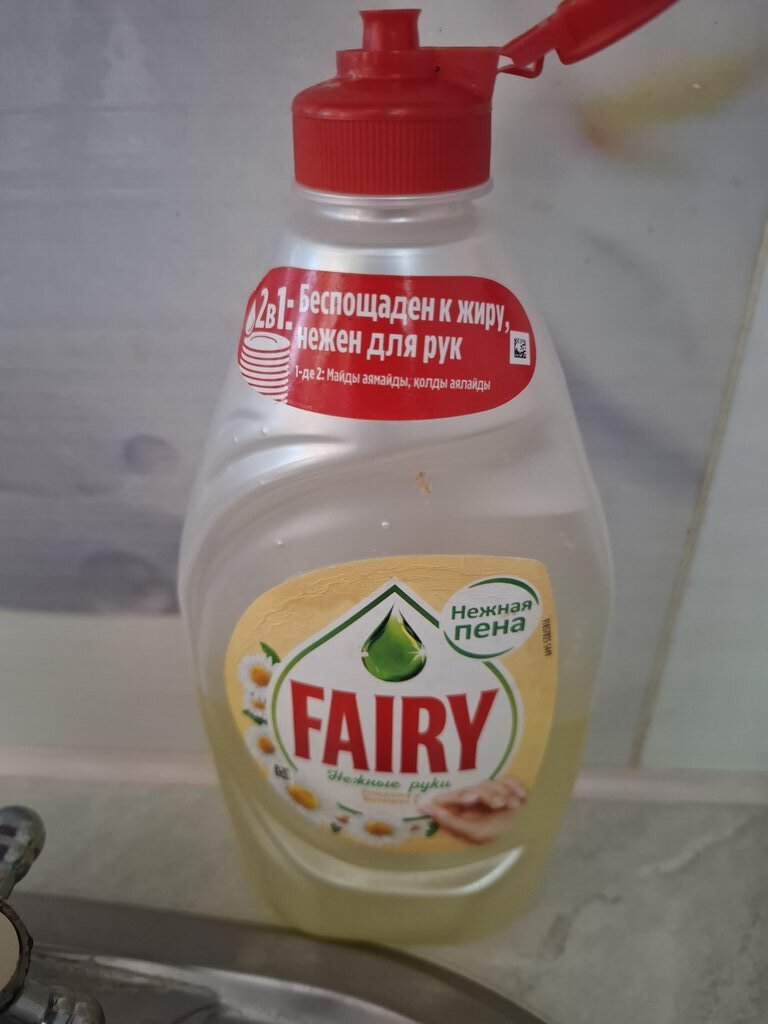 2в1: Беспощаден к жиру,
нежен для рук
1-де 2: Майды аямайды, қолды аялайды
Нежная
пена
FAIRY
Нежные руки